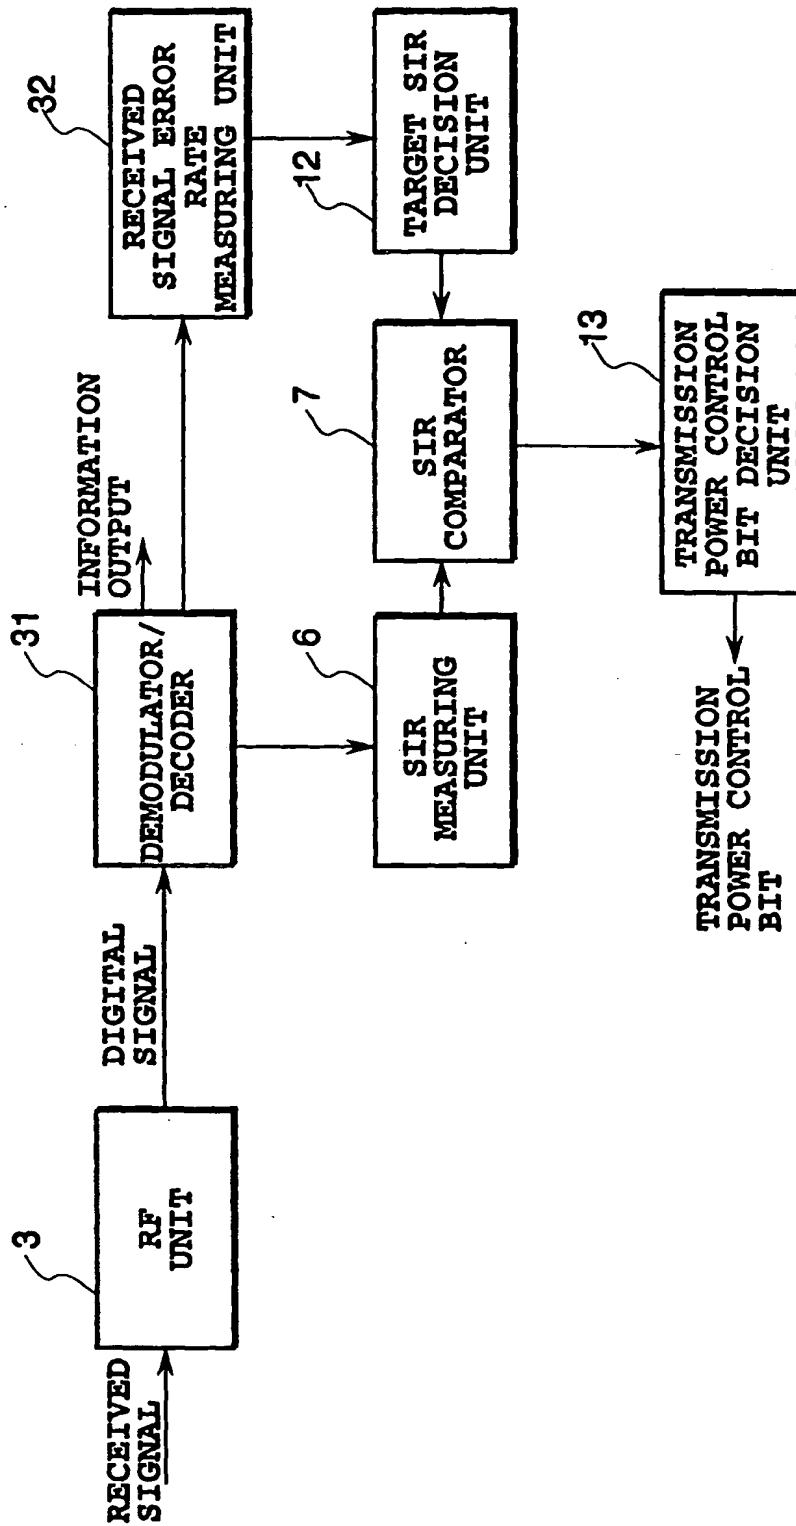 RECEIVED
SIGNAL
3
RF
UNIT
DIGITAL
SIGNAL
31
DEMODULATOR/
DECODER
INFORMATION
OUTPUT
32
RECEIVED
SIGNAL ERROR
RATE
MEASURING UNIT
6
SIR
MEASURING
UNIT
7
SIR
COMPARATOR
12
TARGET SIR
DECISION
UNIT
13
TRANSMISSION
POWER CONTROL
BIT DECISION
UNIT
TRANSMISSION
POWER CONTROL
BIT